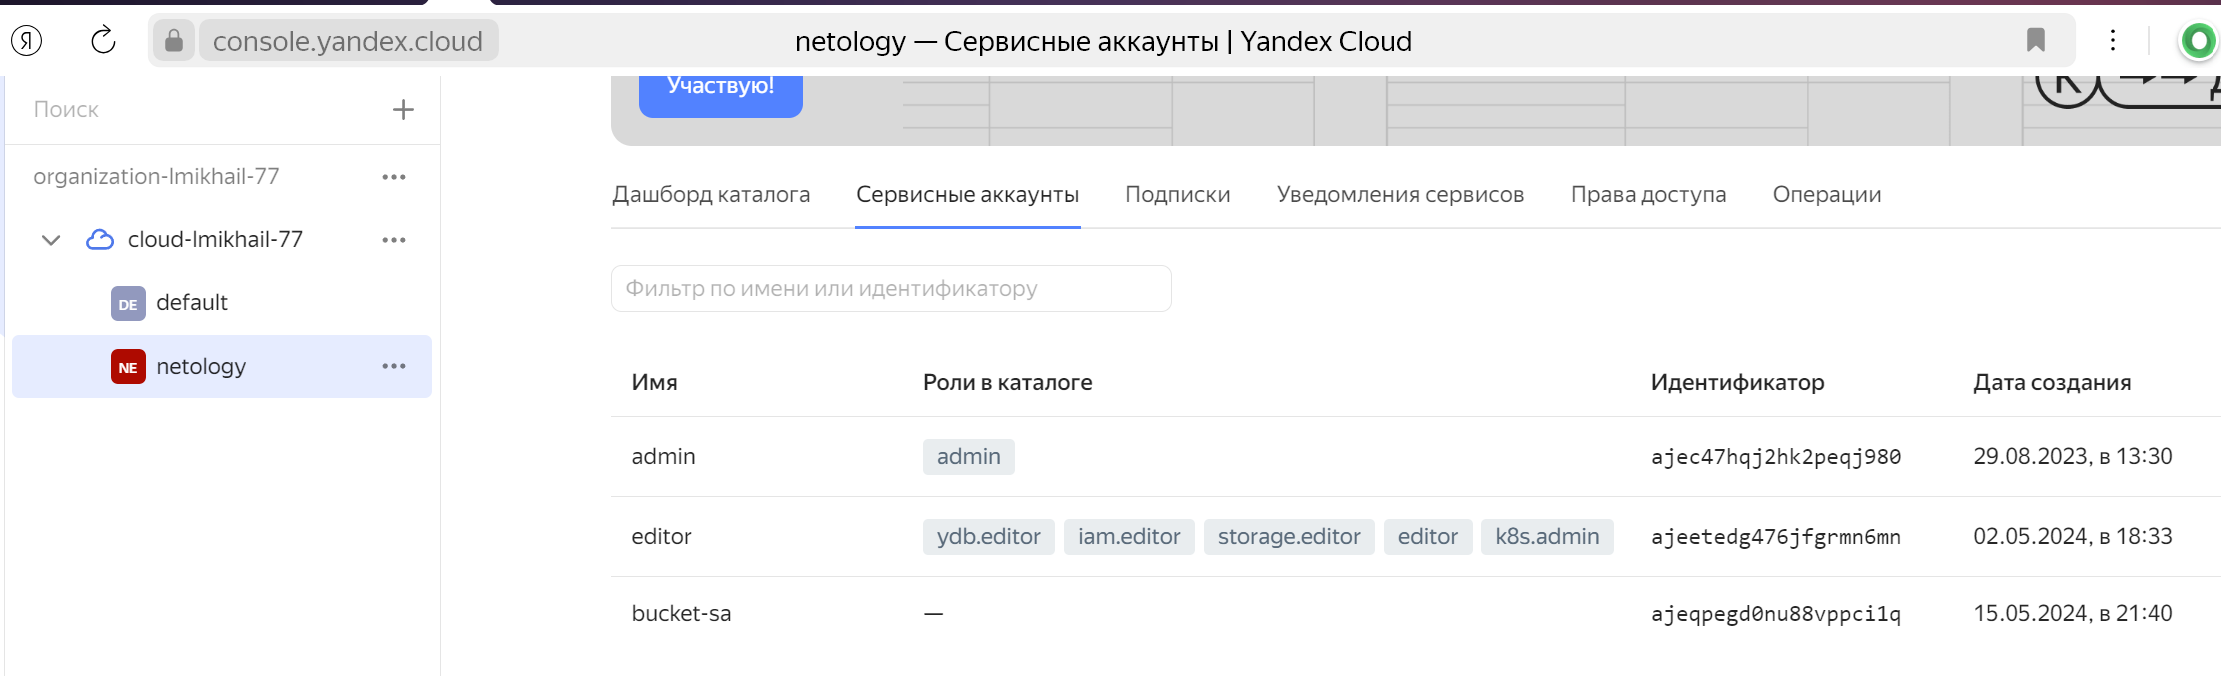 Я
console.yandex.cloud
netology — Сервисные аккаунты | Yandex Cloud
Поиск
Участвую!
organization-lmikhail-77
cloud-lmikhail-77
DE default
NE netology
Дашборд каталога Сервисные аккаунты Подписки Уведомления сервисов Права доступа Операции
Фильтр по имени или идентификатору
Имя Роли в каталоге Идентификатор Дата создания
admin admin ajec47hqj2hk2peqj980 29.08.2023, в 13:30
editor ydb.editor iam.editor storage.editor editor k8s.admin ajeetedg476jfgrmn6mn 02.05.2024, в 18:33
bucket-sa — ajeqpegd0nu88vppci1q 15.05.2024, в 21:40